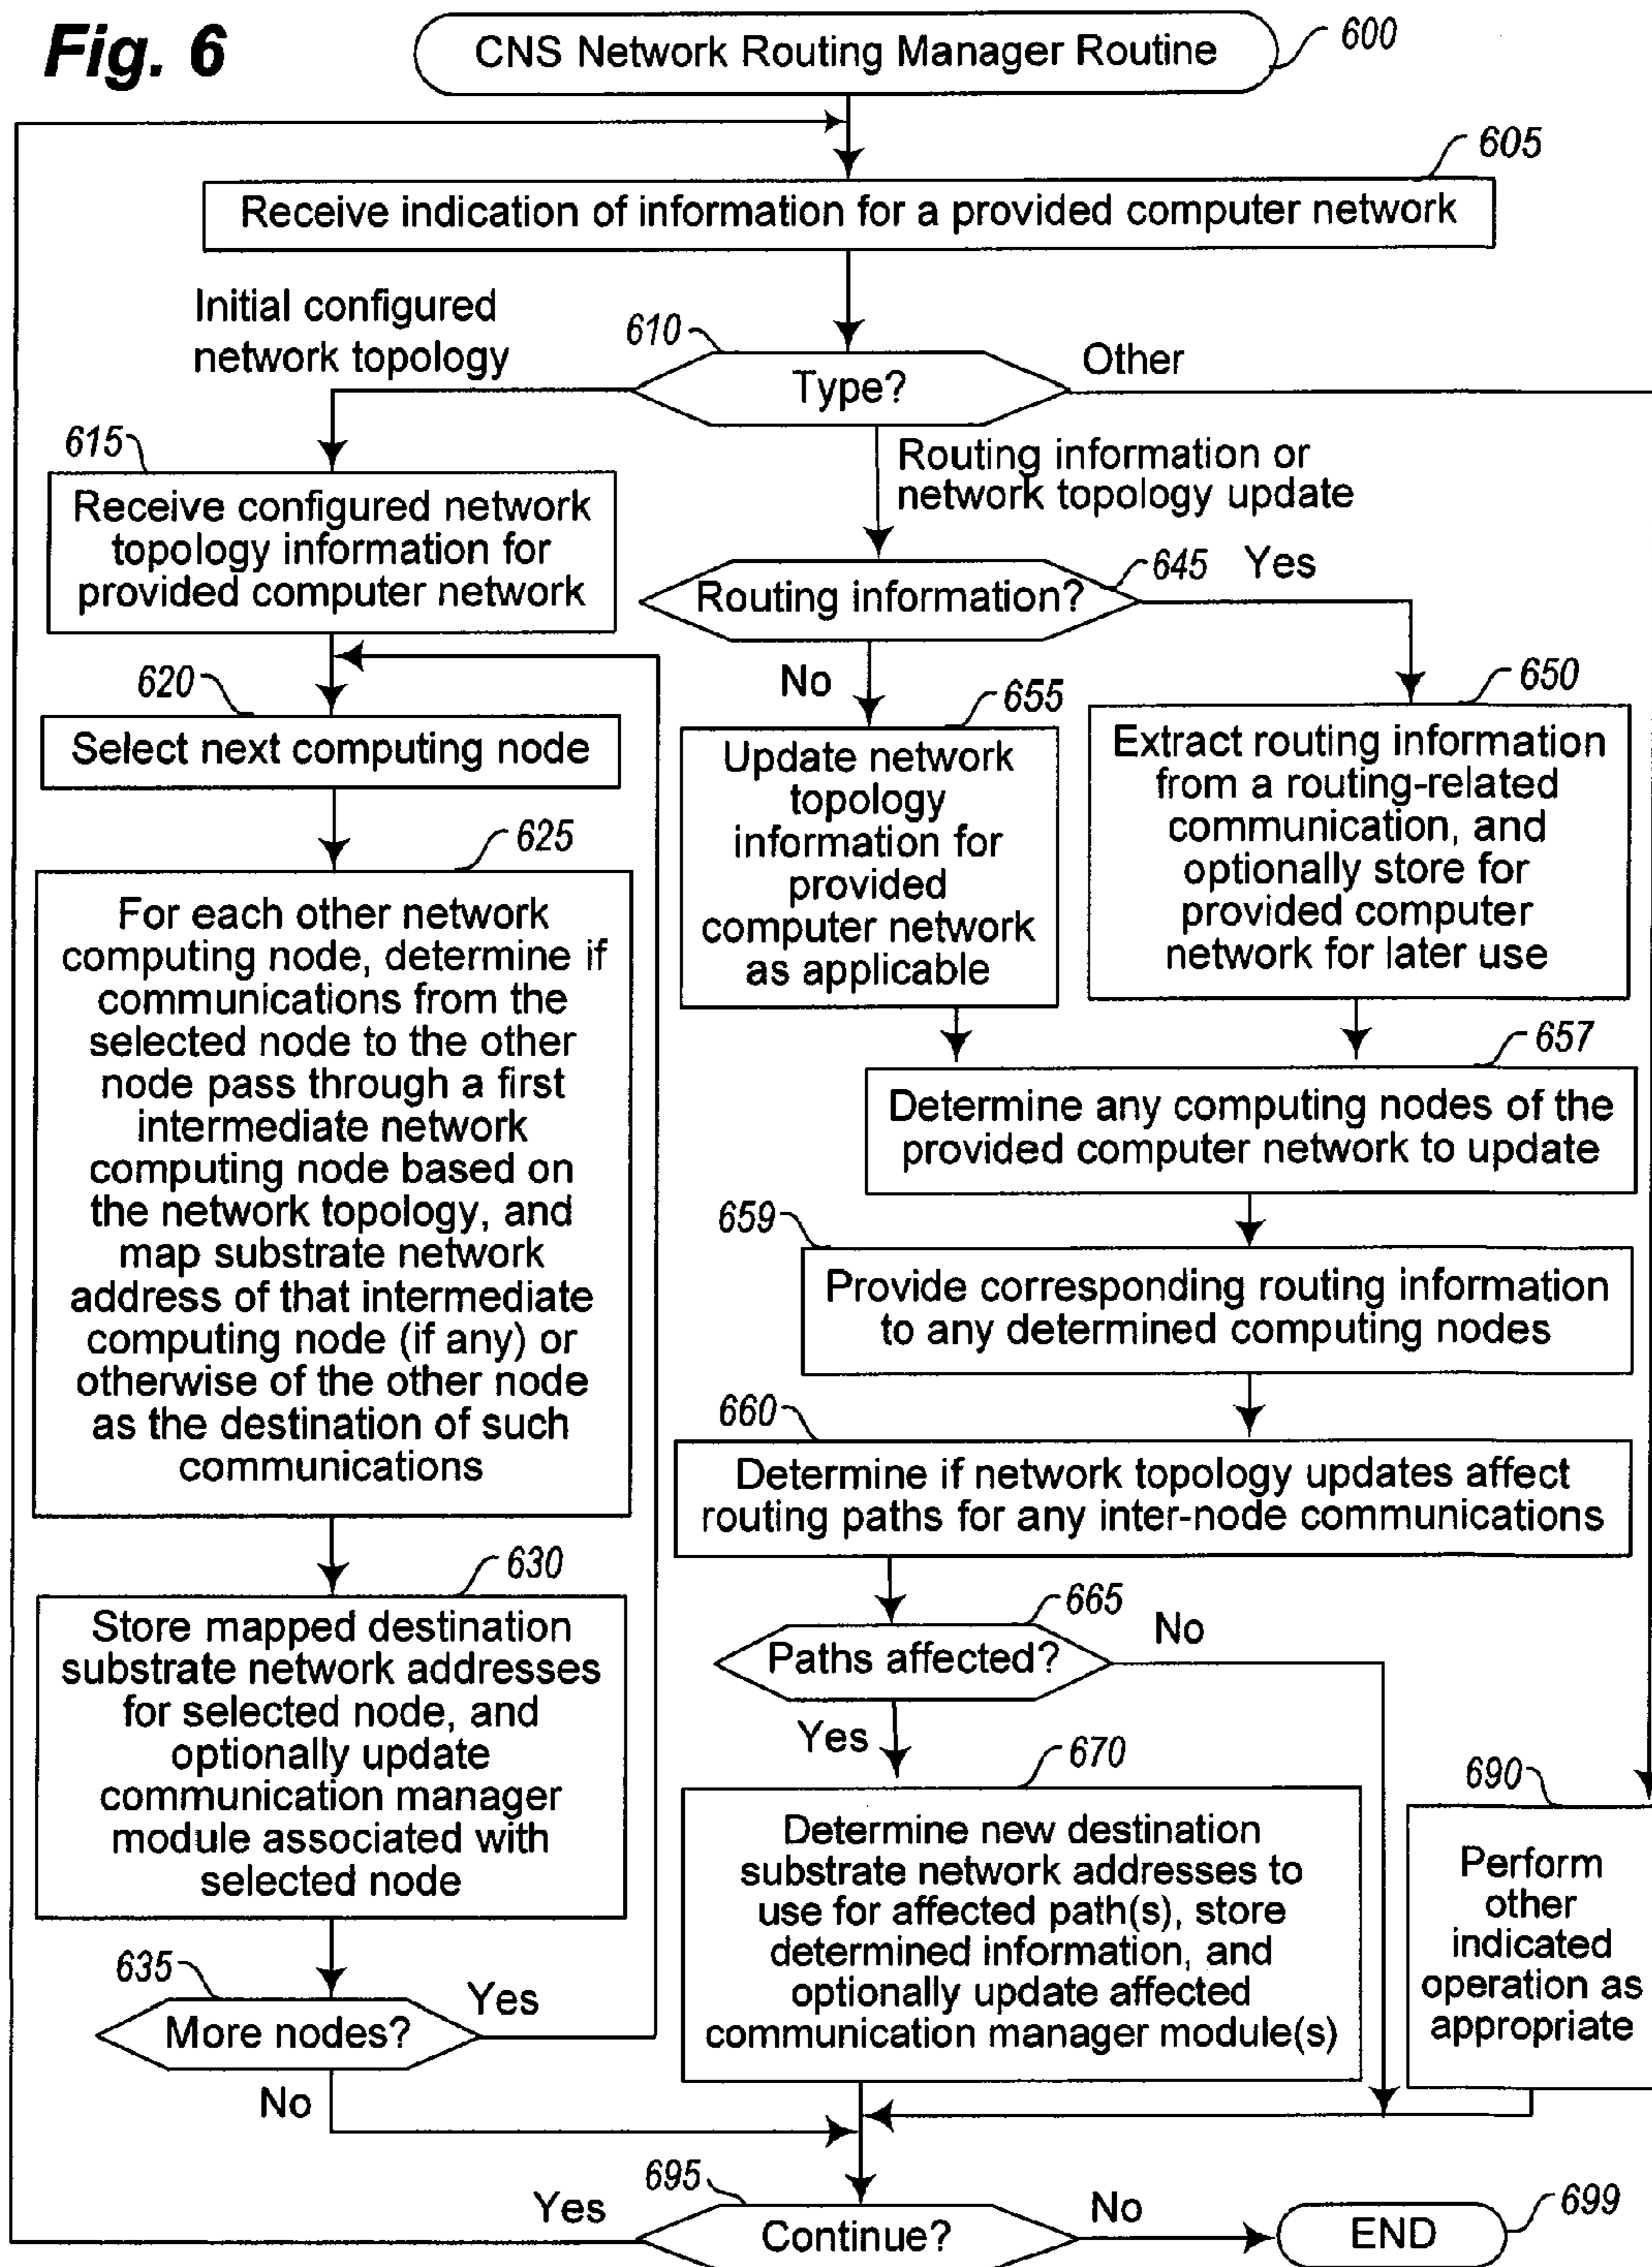 Fig. 6
CNS Network Routing Manager Routine
600
605
Receive indication of information for a provided computer network
Initial configured
network topology
610
Type?
Other
615
Receive configured network
topology information for
provided computer network
Routing information or
network topology update
Routing information?
645
Yes
No
620
Select next computing node
655
Update network
topology
information for
provided
computer network
as applicable
650
Extract routing information
from a routing-related
communication, and
optionally store for
provided computer
network for later use
625
For each other network
computing node, determine if
communications from the
selected node to the other
node pass through a first
intermediate network
computing node based on
the network topology, and
map substrate network
address of that intermediate
computing node (if any) or
otherwise of the other node
as the destination of such
communications
657
Determine any computing nodes of the
provided computer network to update
659
Provide corresponding routing information
to any determined computing nodes
660
Determine if network topology updates affect
routing paths for any inter-node communications
630
Store mapped destination
substrate network addresses
for selected node, and
optionally update
communication manager
module associated with
selected node
665
Paths affected?
No
Yes
670
Determine new destination
substrate network addresses to
use for affected path(s), store
determined information, and
optionally update affected
communication manager module(s)
690
Perform
other
indicated
operation as
appropriate
635
More nodes?
Yes
No
695
Yes
Continue?
No
END
699